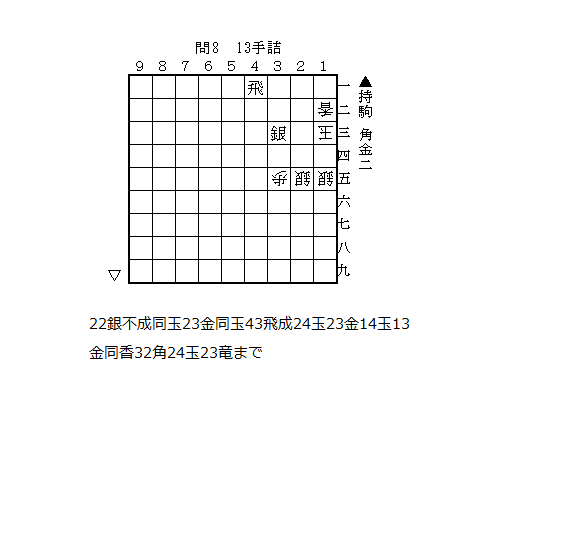 問8 13手詰
9 8 7 6 5 4 3 2 1
飛 一
香 二
銀 玉 三
四
歩 銀 銀 五
六
七
八
九
▲持駒 角金二
▽
22銀不成同玉23金同玉43飛成24玉23金14玉13
金同香32角24玉23竜まで